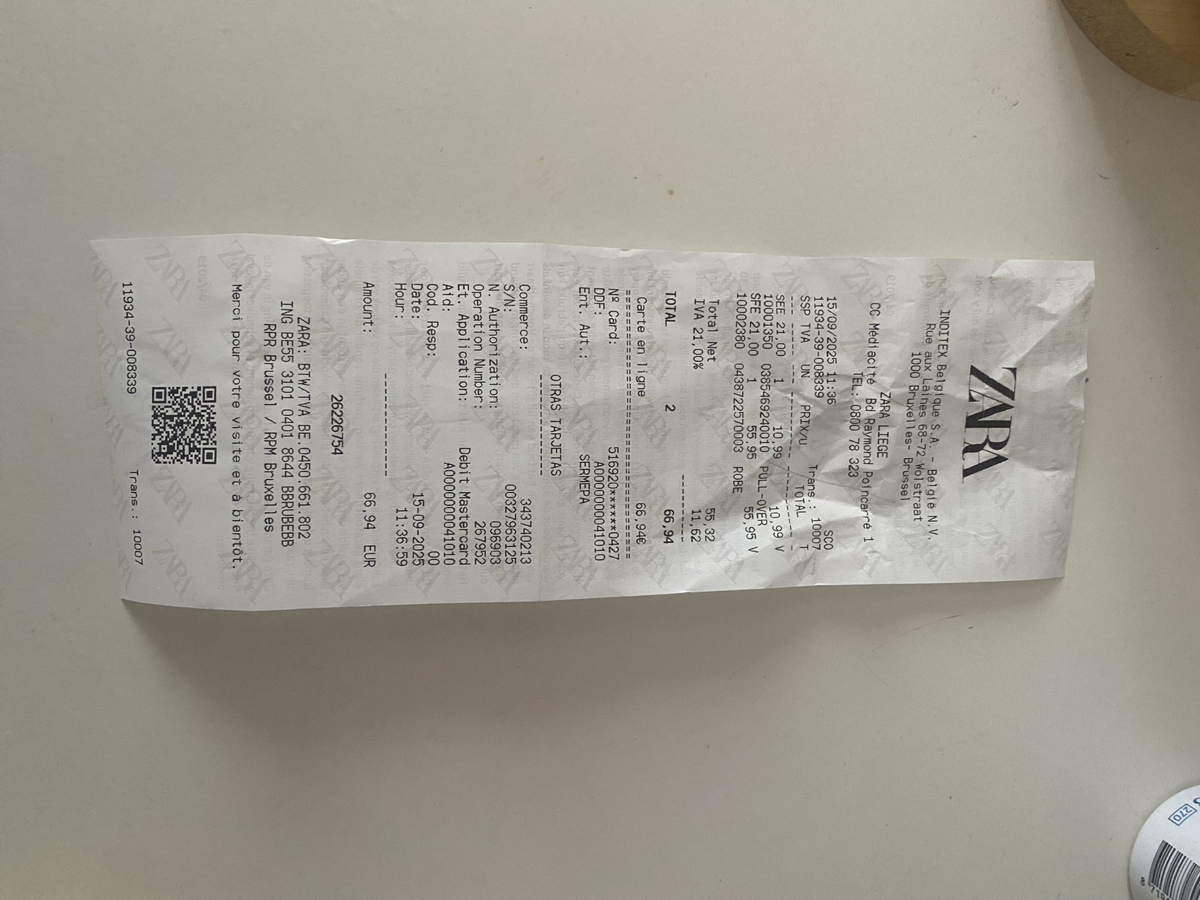 ZARA
INDITEX Belgique S.A. - België N.V.
Rue aux Laines 68-72 Wolstraat
1000 Bruxelles- Brussel
ZARA LIEGE
CC Médiacité Bd Raymond Poincarré 1
TEL.:0800 78 323
SCO
15/09/2025 11:36 Trans.: 10007
11934-39-008339
SSP TVA UN PRIX/U TOTAL T
SEE 21,00 1 10,99 10,99 V
10001350 0385469240010 PULL-OVER
SFE 21,00 1 55,95 55,95 V
10002380 0438722570003 ROBE
Total Net 55,32
IVA 21,00% 11,62
TOTAL 2 66,94
Carte en ligne 66,94€
Nº Card: 516920******0427
DDF: A0000000041010
Ent. Aut.: SERMEPA
OTRAS TARJETAS
Commerce: 343740213
S/N: 00327963125
N. Authorization: 096903
Operation Number: 267952
Et. Application: Debit Mastercard
Aid: A0000000041010
Cod. Resp: 00
Date: 15-09-2025
Hour: 11:36:59
Amount: 66,94 EUR
26226754
ZARA: BTW/TVA BE.0450.661.802
ING BE55 3101 0401 8644 BBRUBEBB
RPR Brussel / RPM Bruxelles
Merci pour votre visite et à bientôt.
11934-39-008339 Trans.: 10007
270